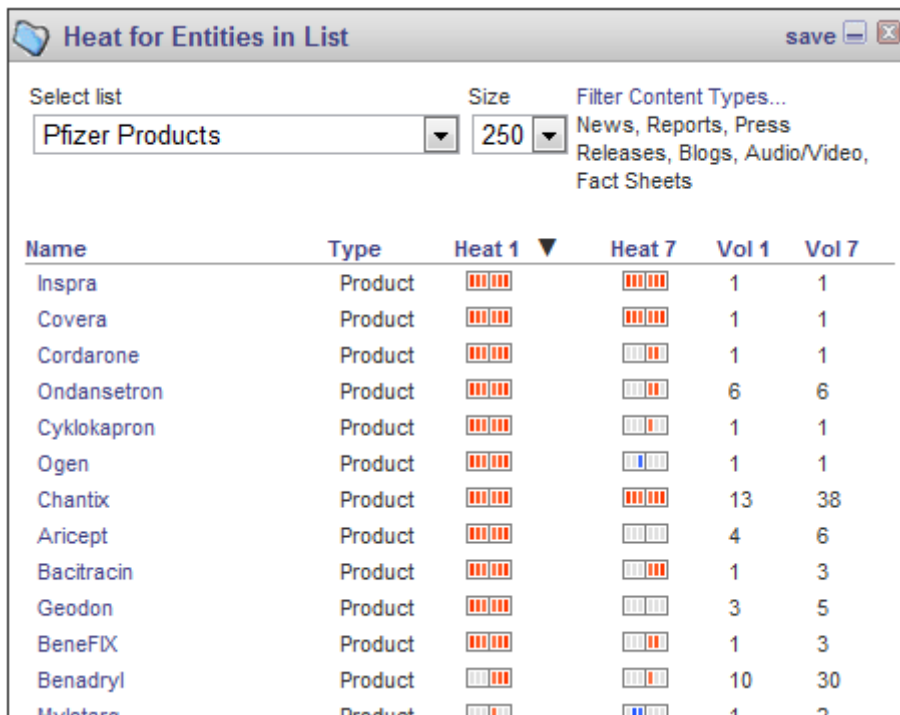 Heat for Entities in List save
Select list Size Filter Content Types...
Pfizer Products 250 News, Reports, Press
Releases, Blogs, Audio/Video,
Fact Sheets
Name Type Heat 1 ▼ Heat 7 Vol 1 Vol 7
Inspra Product 1 1
Covera Product 1 1
Cordarone Product 1 1
Ondansetron Product 6 6
Cyklokapron Product 1 1
Ogen Product 1 1
Chantix Product 13 38
Aricept Product 4 6
Bacitracin Product 1 3
Geodon Product 3 5
BeneFIX Product 1 3
Benadryl Product 10 30
Product